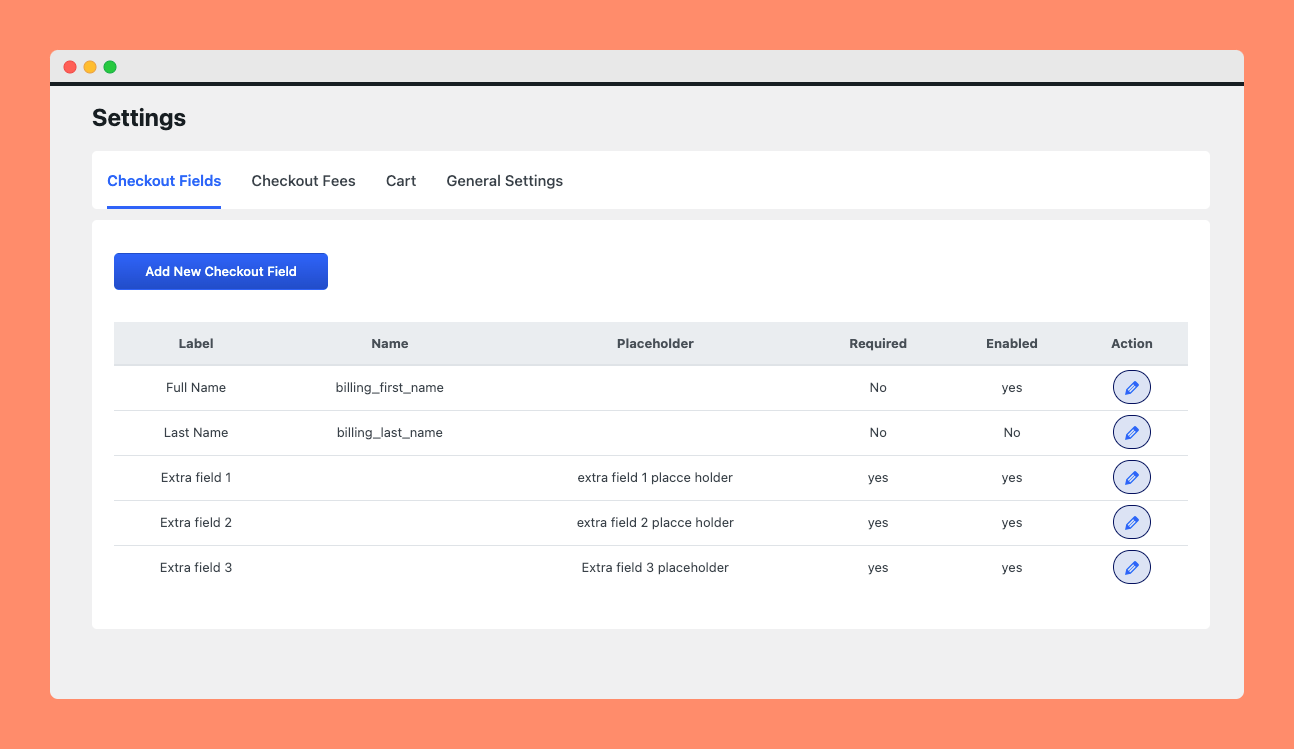 Settings
Checkout Fields Checkout Fees Cart General Settings
Add New Checkout Field
Label Name Placeholder Required Enabled Action
Full Name billing_first_name No yes
Last Name billing_last_name No No
Extra field 1 extra field 1 placce holder yes yes
Extra field 2 extra field 2 placce holder yes yes
Extra field 3 Extra field 3 placeholder yes yes